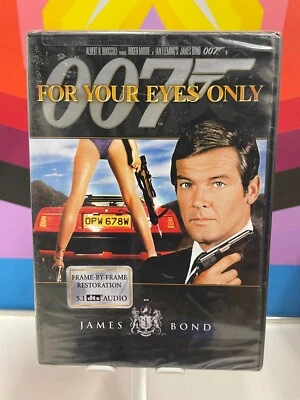 ALBERT R. BROCCOLI PRESENTS ROGER MOORE AS IAN FLEMING'S JAMES BOND 007
007
FOR YOUR EYES ONLY
OPW 678W
FRAME-BY-FRAME
RESTORATION
5.1 dts AUDIO
JAMES BOND